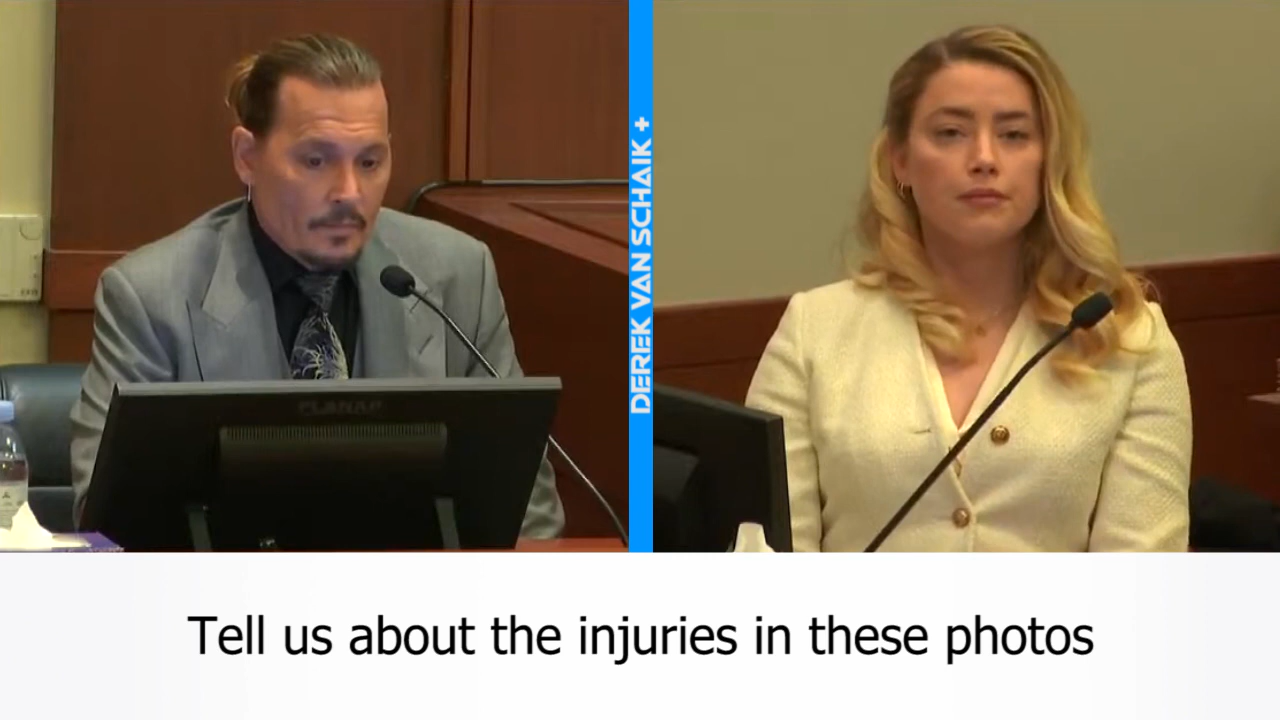 DEREK VAN SCHAIK +
PLANAR
Tell us about the injuries in these photos